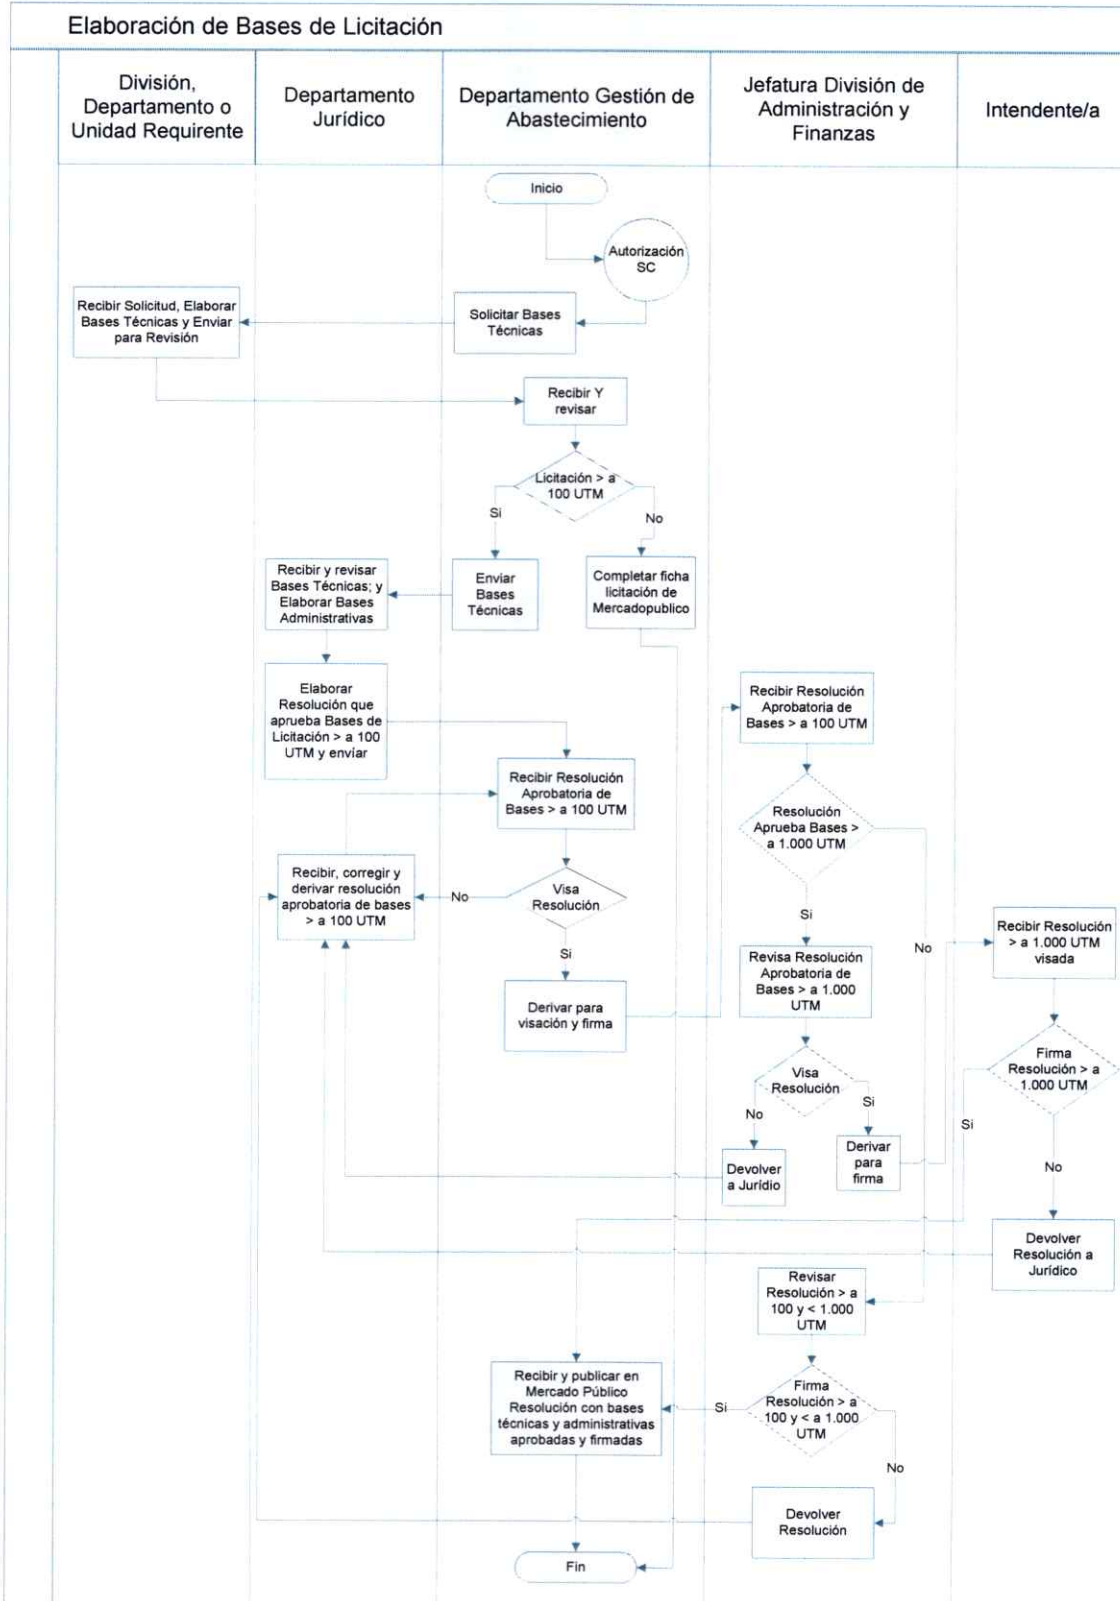 Elaboración de Bases de Licitación
División,
Departamento o
Unidad Requirente
Departamento
Jurídico
Departamento Gestión de
Abastecimiento
Jefatura División de
Administración y
Finanzas
Intendente/a
Inicio
Autorización
SC
Recibir Solicitud, Elaborar
Bases Técnicas y Enviar
para Revisión
Solicitar Bases
Técnicas
Recibir Y
revisar
Licitación > a
100 UTM
Si
No
Recibir y revisar
Bases Técnicas; y
Elaborar Bases
Administrativas
Enviar
Bases
Técnicas
Completar ficha
licitación de
Mercadopublico
Elaborar
Resolución que
aprueba Bases de
Licitación > a 100
UTM y envíar
Recibir Resolución
Aprobatoria de
Bases > a 100 UTM
Recibir Resolución
Aprobatoria de
Bases > a 100 UTM
Resolución
Aprueba Bases >
a 1.000 UTM
Recibir, corregir y
derivar resolución
aprobatoria de bases
> a 100 UTM
No
Visa
Resolución
Si
Si
No
Recibir Resolución
> a 1.000 UTM
visada
Revisa Resolución
Aprobatoria de
Bases > a 1.000
UTM
Derivar para
visación y firma
Visa
Resolución
Firma
Resolución > a
1.000 UTM
No
Si
Si
No
Devolver
a Jurídio
Derivar
para
firma
Devolver
Resolución a
Jurídico
Revisar
Resolución > a
100 y < 1.000
UTM
Recibir y publicar en
Mercado Público
Resolución con bases
técnicas y administrativas
aprobadas y firmadas
Si
Firma
Resolución > a
100 y < a 1.000
UTM
No
Devolver
Resolución
Fin